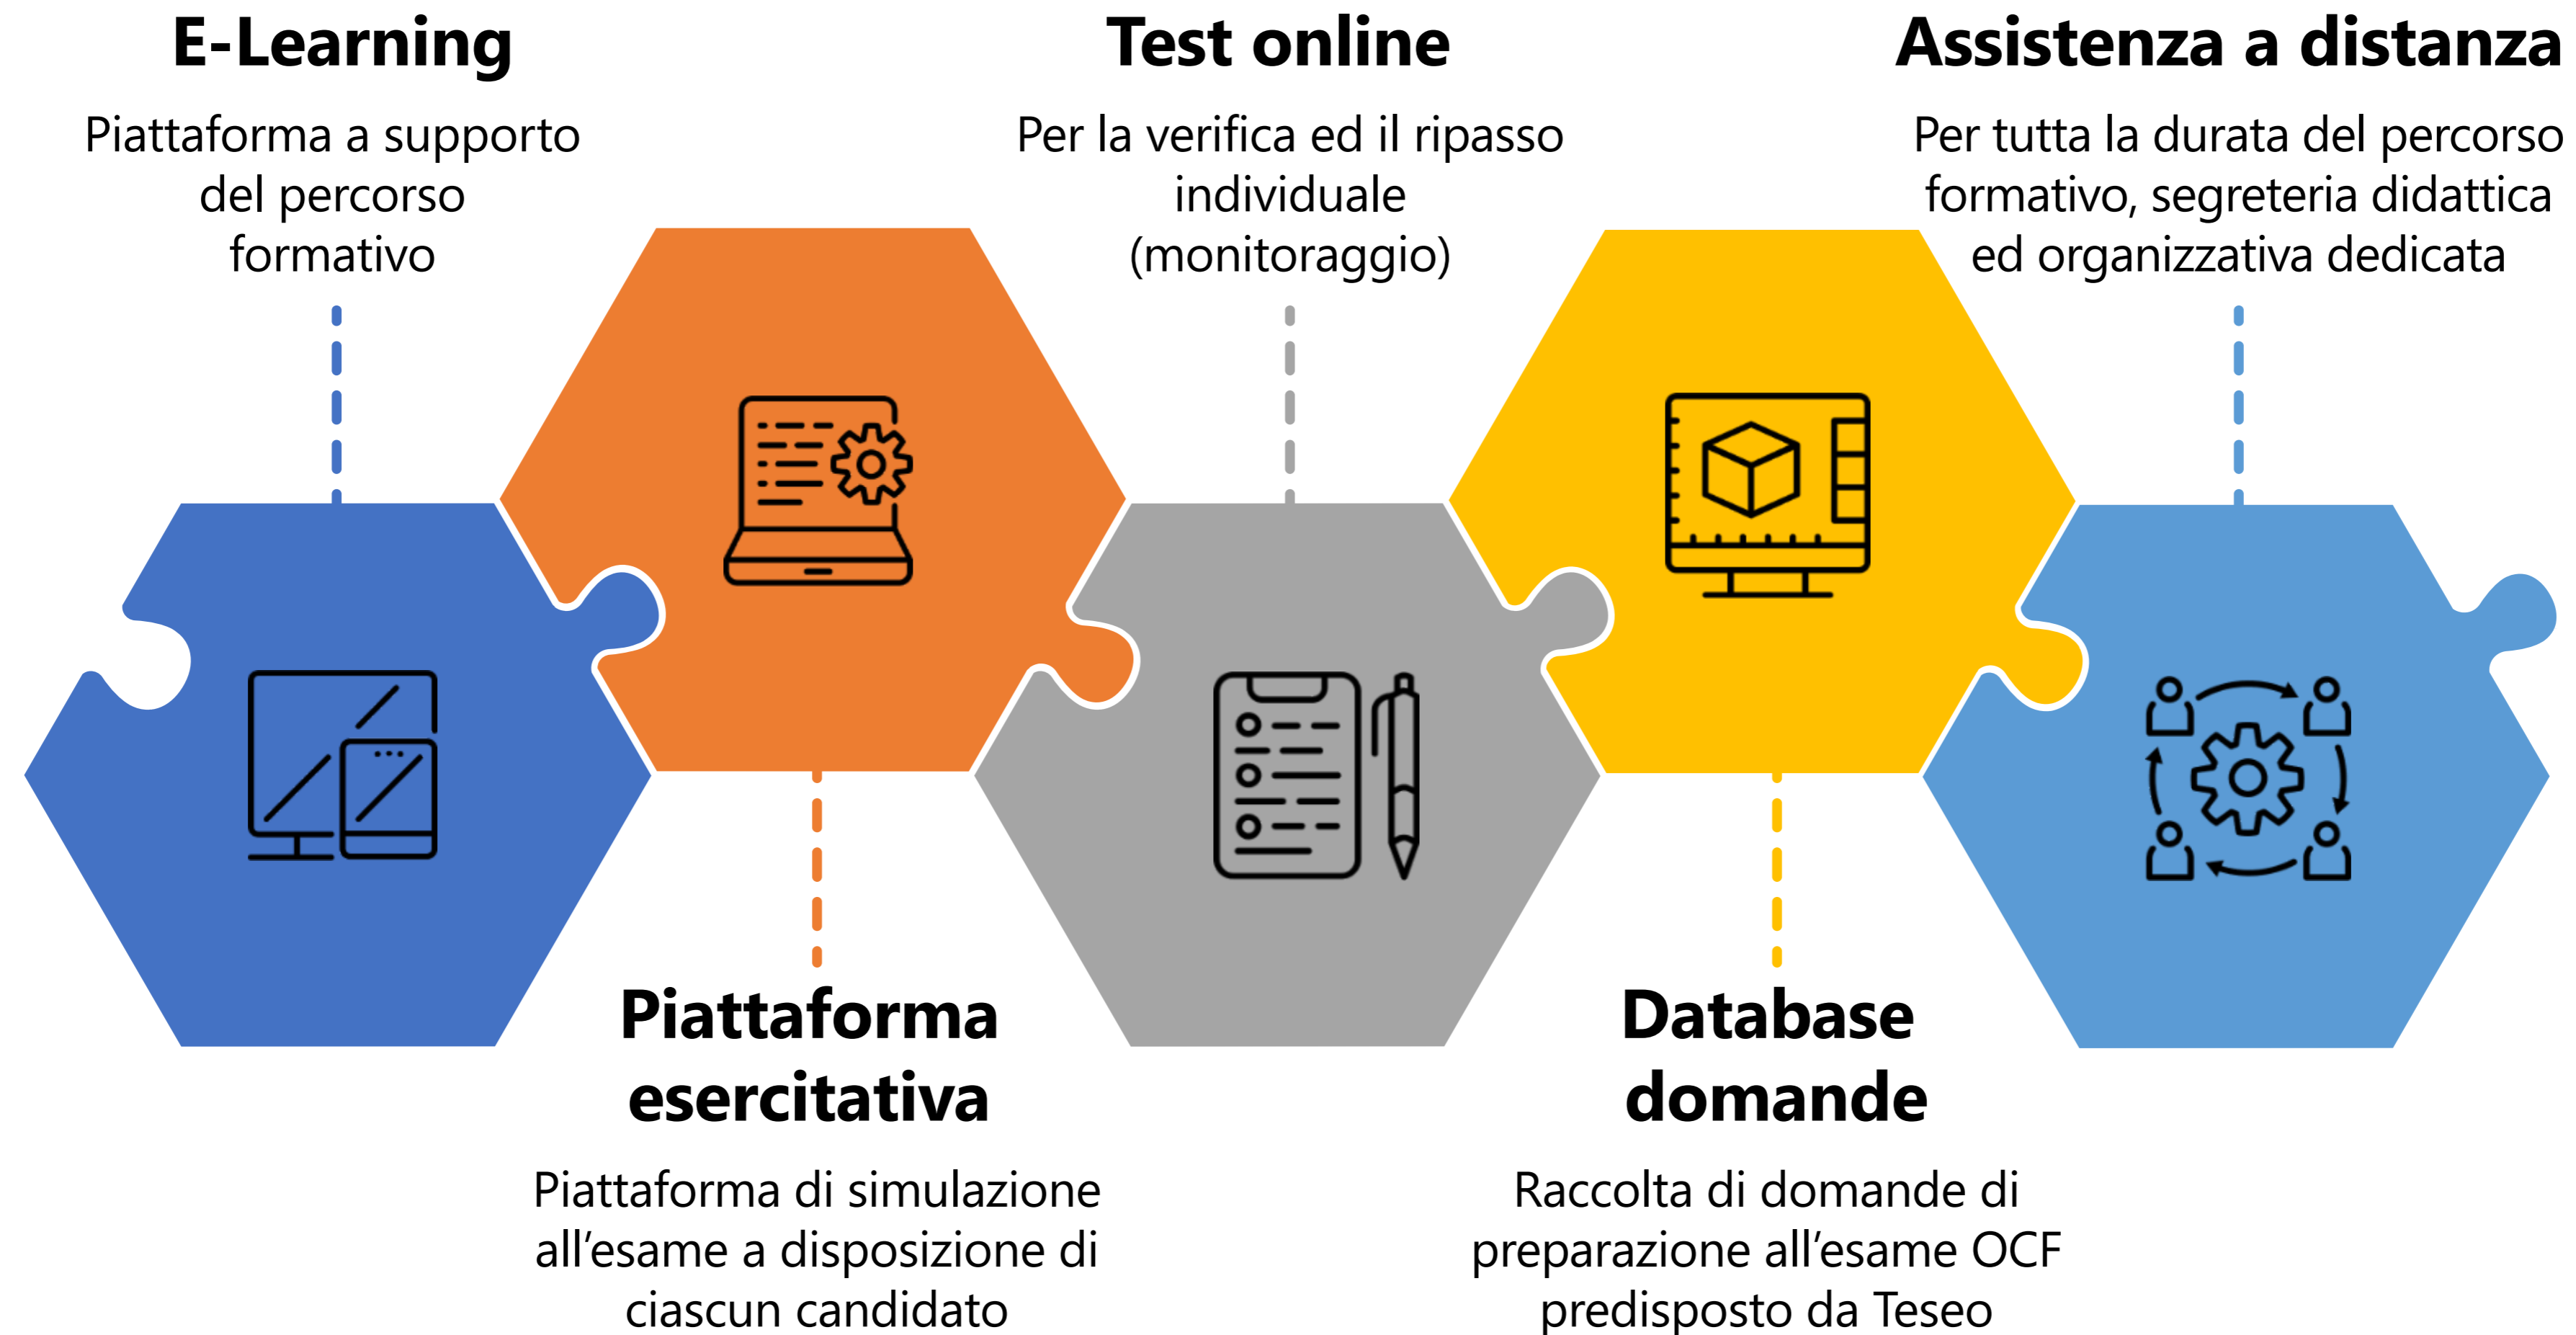 E-Learning
Piattaforma a supporto
del percorso
formativo
Test online
Per la verifica ed il ripasso
individuale
(monitoraggio)
Assistenza a distanza
Per tutta la durata del percorso
formativo, segreteria didattica
ed organizzativa dedicata
Piattaforma
esercitativa
Piattaforma di simulazione
all’esame a disposizione di
ciascun candidato
Database
domande
Raccolta di domande di
preparazione all’esame OCF
predisposto da Teseo